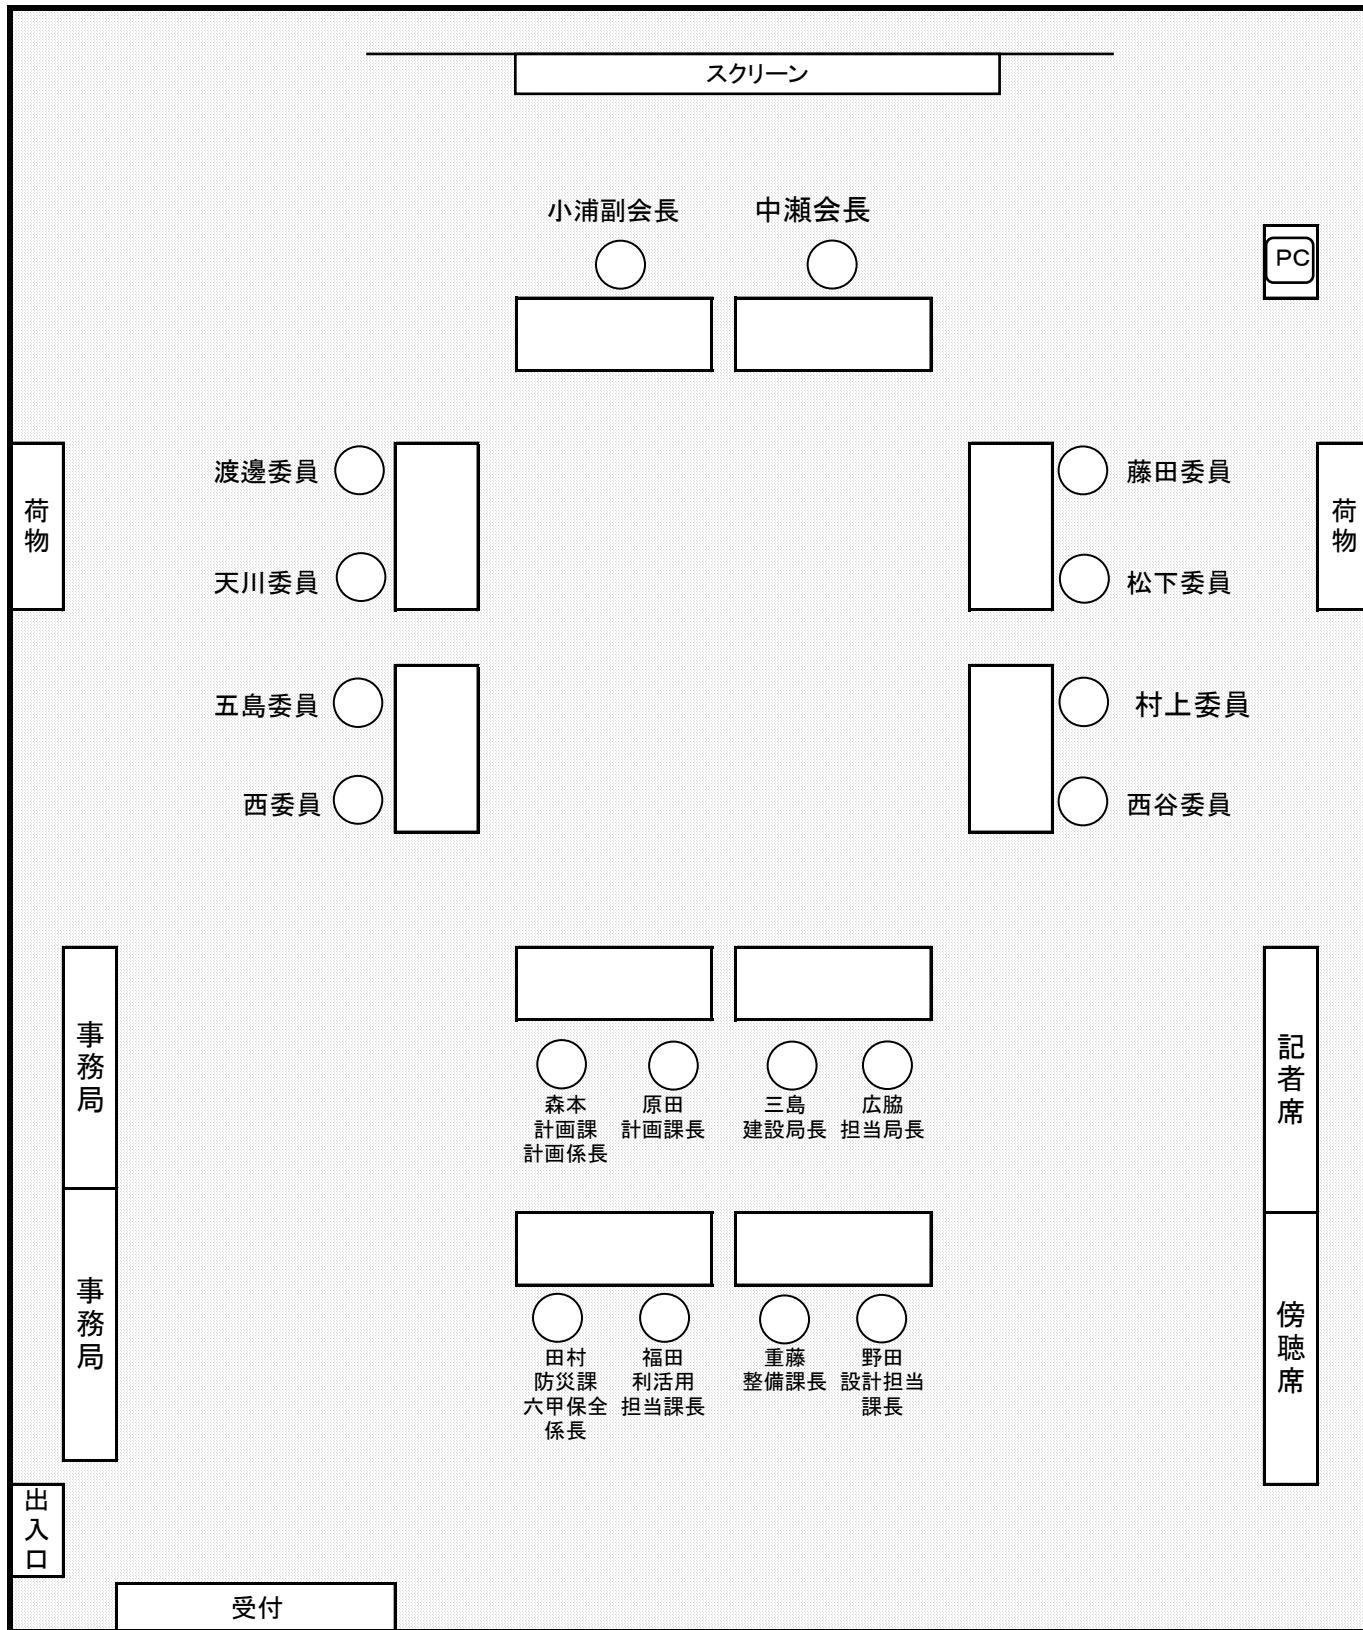 スクリーン
小浦副会長
中瀬会長
PC
渡邊委員
藤田委員
荷物
荷物
天川委員
松下委員
五島委員
村上委員
西委員
西谷委員
事務局
記者席
森本
計画課
計画係長
原田
計画課長
三島
建設局長
広脇
担当局長
事務局
傍聴席
田村
防災課
六甲保全
係長
福田
利活用
担当課長
重藤
整備課長
野田
設計担当
課長
出入口
受付